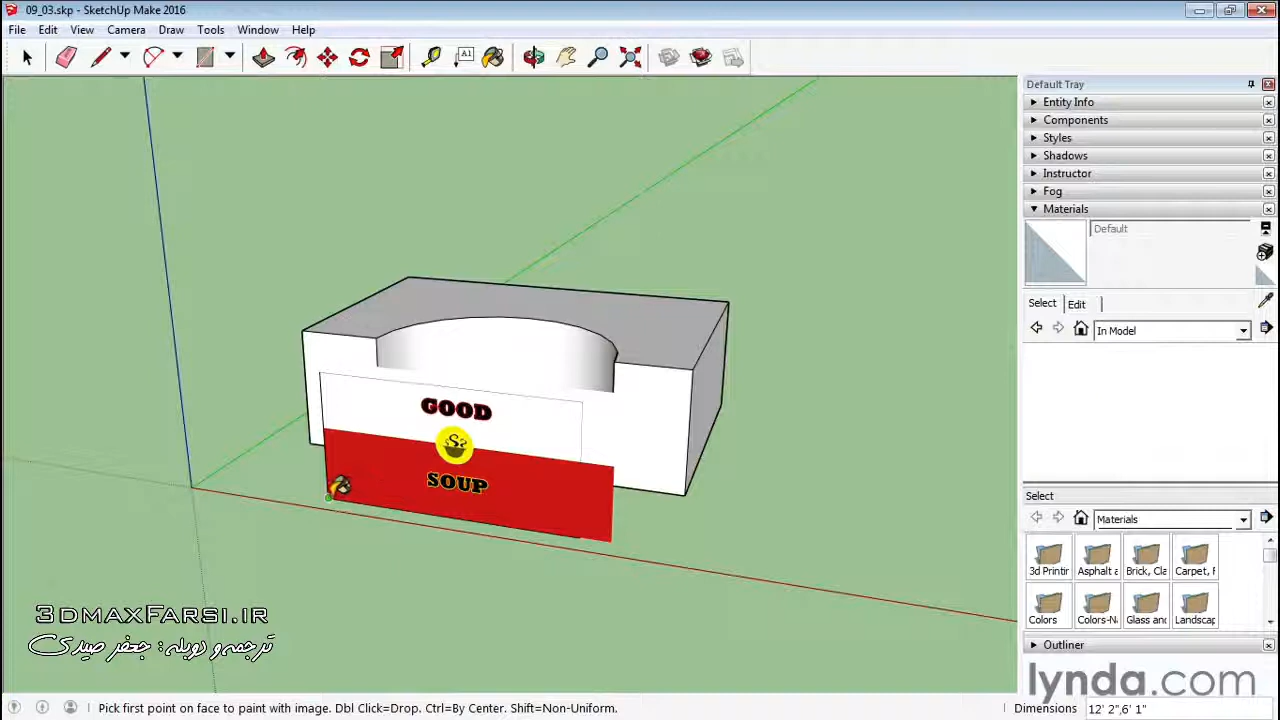 09_03.skp - SketchUp Make 2016
File Edit View Camera Draw Tools Window Help
A1
Default Tray
Entity Info
Components
Styles
Shadows
Instructor
Fog
Materials
Default
Select Edit
In Model
GOOD
SOUP
Select
Materials
3d Printin Asphalt a Brick, Cla Carpet, F
Colors Colors-Na Glass and Landscap
Outliner
3dmaxFarsi.iR
ترجمه و دوبله : جعفر صیدی
lynda.com
Pick first point on face to paint with image. Dbl Click=Drop. Ctrl=By Center. Shift=Non-Uniform.
Dimensions 12' 2",6' 1"